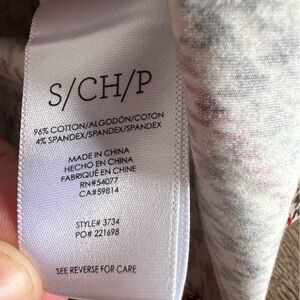 S/CH/P
96% COTTON/ALGODÓN/COTON
4% SPANDEX/SPANDEX/SPANDEX
MADE IN CHINA
HECHO EN CHINA
FABRIQUÉ EN CHINE
RN#54077
CA#59814
STYLE# 3734
PO# 221698
SEE REVERSE FOR CARE